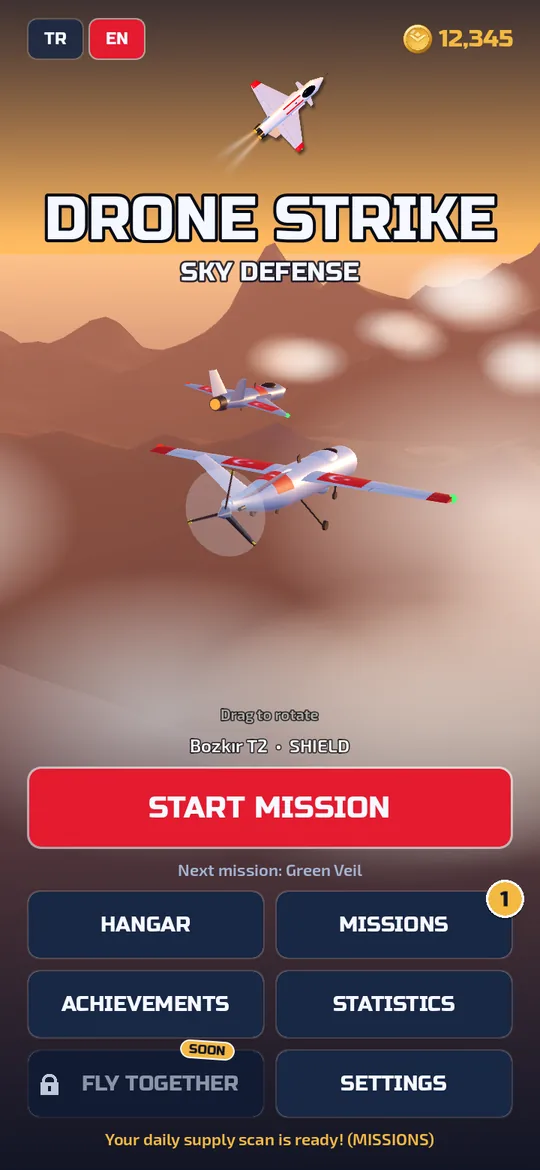 TR EN 12,345
DRONE STRIKE
SKY DEFENSE
Drag to rotate
Bozkır T2 • SHIELD
START MISSION
Next mission: Green Veil
HANGAR
MISSIONS 1
ACHIEVEMENTS
STATISTICS
SOON
FLY TOGETHER
SETTINGS
Your daily supply scan is ready! (MISSIONS)